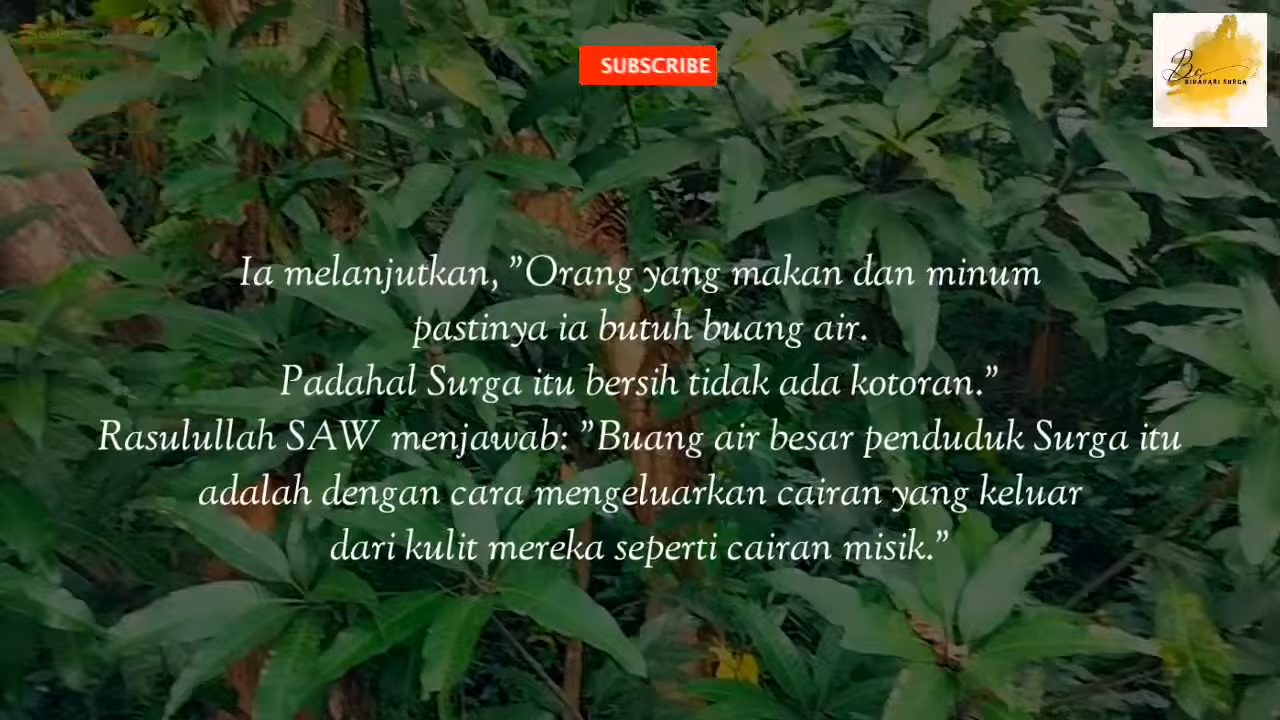 SUBSCRIBE
BIDADARI SURGA
Ia melanjutkan, ”Orang yang makan dan minum
pastinya ia butuh buang air.
Padahal Surga itu bersih tidak ada kotoran.”
Rasulullah SAW menjawab: ”Buang air besar penduduk Surga itu
adalah dengan cara mengeluarkan cairan yang keluar
dari kulit mereka seperti cairan misik.”